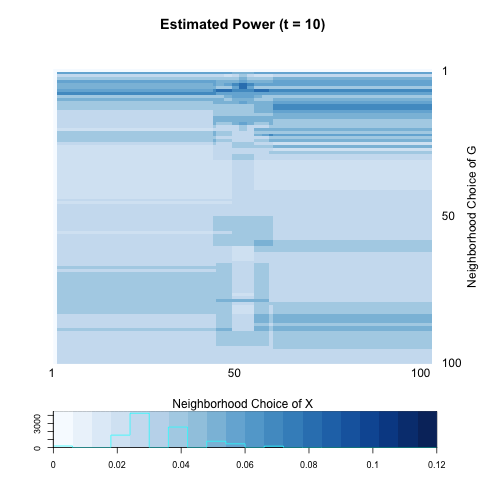 Estimated Power (t = 10)
1
50
100
Neighborhood Choice of G
1 50 100
Neighborhood Choice of X
0 3000
0 0.02 0.04 0.06 0.08 0.1 0.12